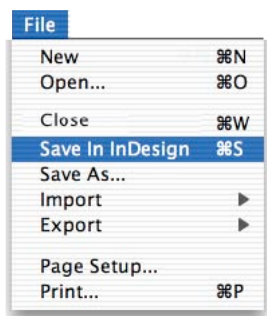 File
New ⌘N
Open... ⌘O
Close ⌘W
Save In InDesign ⌘S
Save As...
Import
Export
Page Setup...
Print... ⌘P